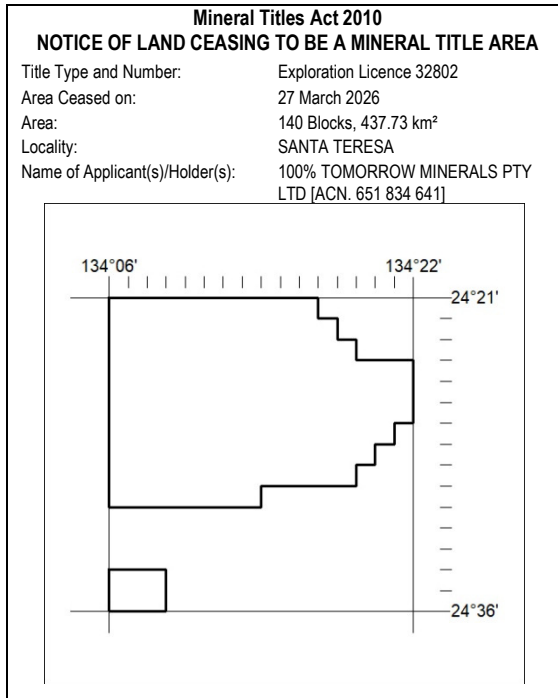 Mineral Titles Act 2010
NOTICE OF LAND CEASING TO BE A MINERAL TITLE AREA
Title Type and Number: Exploration Licence 32802
Area Ceased on: 27 March 2026
Area: 140 Blocks, 437.73 km²
Locality: SANTA TERESA
Name of Applicant(s)/Holder(s): 100% TOMORROW MINERALS PTY
LTD [ACN. 651 834 641]
134°06' 134°22'
24°21'
24°36'